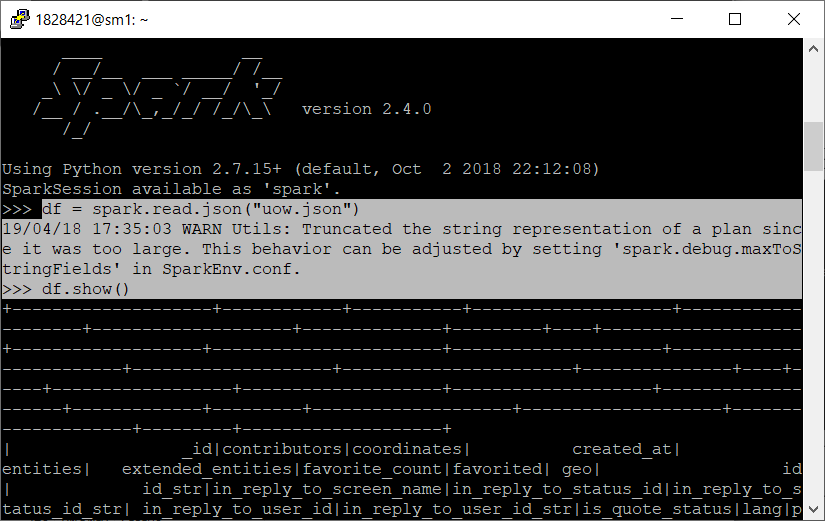 1828421@sm1: ~
      ____              __
     / __/__  ___ _____/ /__
    _\ \/ _ \/ _ `/ __/  '_/
   /__ / .__/\_,_/_/ /_/\_\   version 2.4.0
      /_/
Using Python version 2.7.15+ (default, Oct  2 2018 22:12:08)
SparkSession available as 'spark'.
>>> df = spark.read.json("uow.json")
19/04/18 17:35:03 WARN Utils: Truncated the string representation of a plan sinc
e it was too large. This behavior can be adjusted by setting 'spark.debug.maxToS
tringFields' in SparkEnv.conf.
>>> df.show()
+--------------------+------------+-----------+--------------------+------------
--------+--------------------+--------------+---------+----+--------------------
+-------------------+-----------------------+---------------------+-------------
------------+--------------------+-----------------------+---------------+----+-
----+------------------+--------------------+--------------------+--------------
------+-------------+---------+--------------------+--------------------+-------
-------------+---------+--------------------+
|                 _id|contributors|coordinates|          created_at|            
entities|   extended_entities|favorite_count|favorited| geo|                  id
|             id_str|in_reply_to_screen_name|in_reply_to_status_id|in_reply_to_s
tatus_id_str| in_reply_to_user_id|in_reply_to_user_id_str|is_quote_status|lang|p